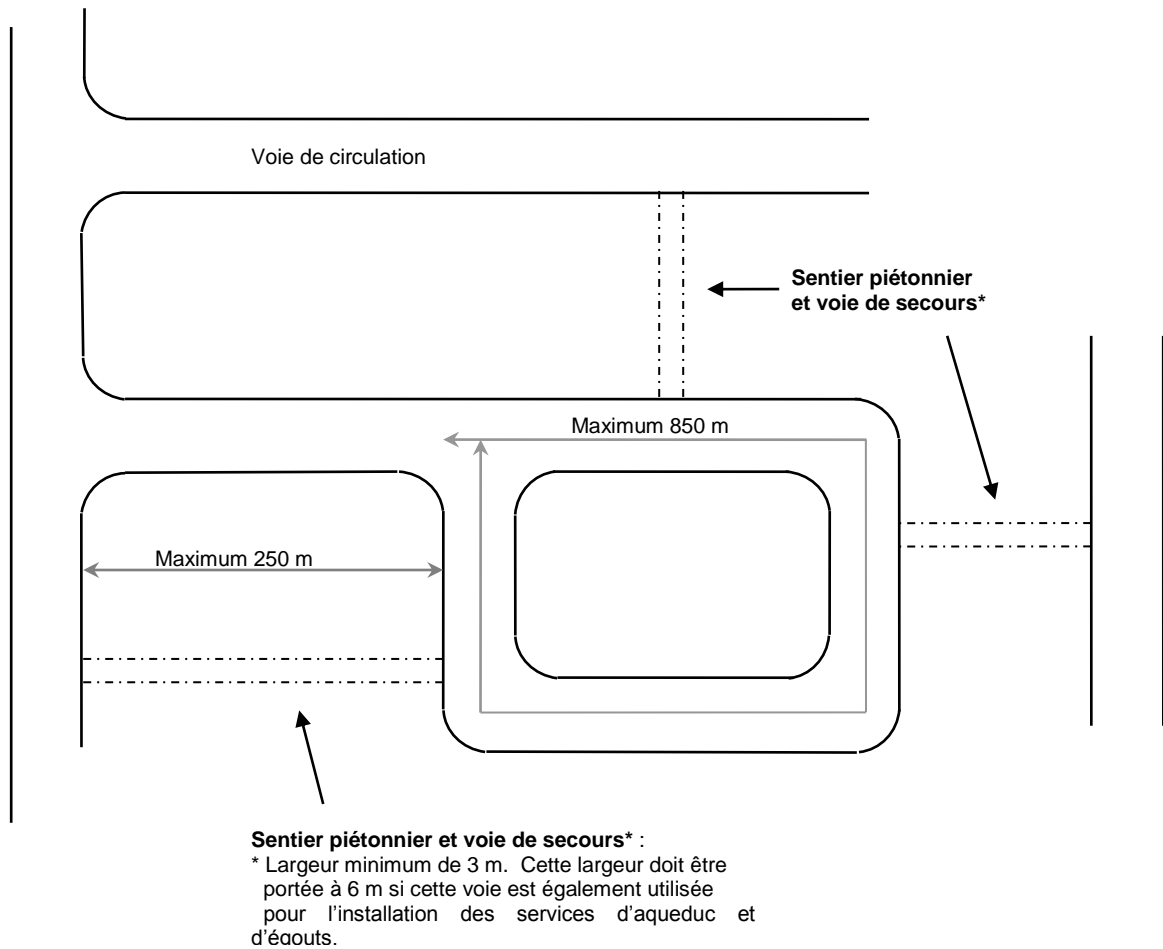 Voie de circulation
Sentier piétonnier
et voie de secours*
Maximum 850 m
Maximum 250 m
Sentier piétonnier et voie de secours* :
* Largeur minimum de 3 m. Cette largeur doit être
portée à 6 m si cette voie est également utilisée
pour l'installation des services d'aqueduc et
d'égouts.